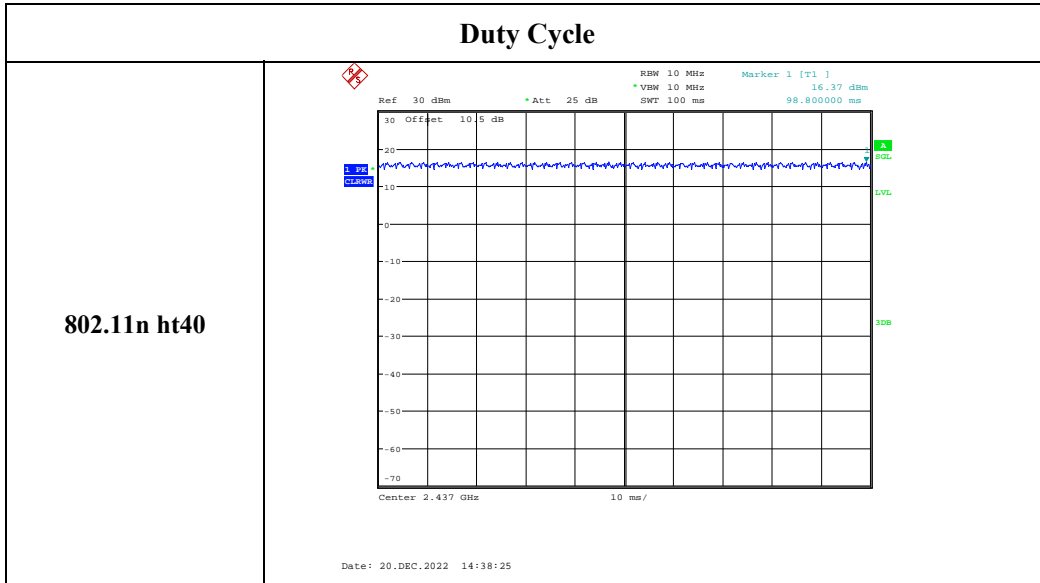 Duty Cycle
802.11n ht40
R S
RBW 10 MHz Marker 1 [T1 ]
* VBW 10 MHz 16.37 dBm
Ref 30 dBm * Att 25 dB SWT 100 ms 98.800000 ms
30 Offset 10.5 dB
A
20
1
SGL
1 PK *
CLRWR
10
LVL
0
-10
-20
3DB
-30
-40
-50
-60
-70
Center 2.437 GHz 10 ms/
Date: 20.DEC.2022 14:38:25